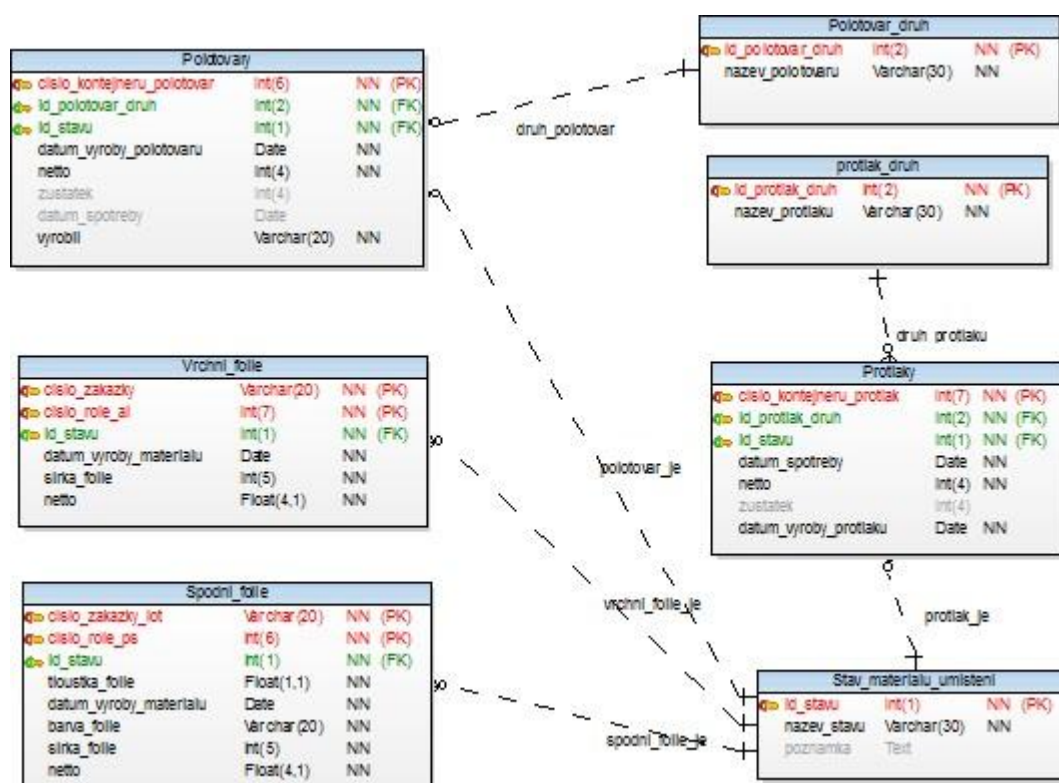 Polotovary
cislo_kontejneru_polotovar Int(6) NN (PK)
id_polotovar_druh Int(2) NN (FK)
id_stavu Int(1) NN (FK)
datum_vyroby_polotovaru Date NN
netto Int(4) NN
zustatek Int(4)
datum_spotreby Date
vyrobil Varchar(20) NN
druh_polotovar
Polotovar_druh
id_polotovar_druh Int(2) NN (PK)
nazev_polotovaru Varchar(30) NN
protlak_druh
id_protlak_druh Int(2) NN (PK)
nazev_protlaku Varchar(30) NN
druh_protlaku
Vrchni_folie
cislo_zakazky Varchar(20) NN (PK)
cislo_role_al Int(7) NN (PK)
id_stavu Int(1) NN (FK)
datum_vyroby_materialu Date NN
sirka_folie Int(5) NN
netto Float(4,1) NN
polotovar_je
Protlaky
cislo_kontejneru_protlak Int(7) NN (PK)
id_protlak_druh Int(2) NN (FK)
id_stavu Int(1) NN (FK)
datum_spotreby Date NN
netto Int(4) NN
zustatek Int(4)
datum_vyroby_protlaku Date NN
Spodni_folie
cislo_zakazky_lot Varchar(20) NN (PK)
cislo_role_ps Int(6) NN (PK)
id_stavu Int(1) NN (FK)
tloustka_folie Float(1,1) NN
datum_vyroby_materialu Date NN
barva_folie Varchar(20) NN
sirka_folie Int(5) NN
netto Float(4,1) NN
vrchni_folie_je
protlak_je
spodni_folie_je
Stav_materialu_umisteni
id_stavu Int(1) NN (PK)
nazev_stavu Varchar(30) NN
poznamka Text